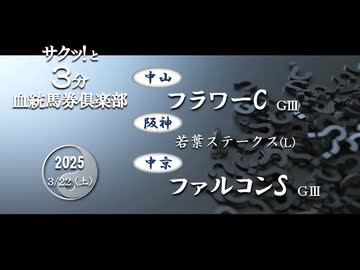 サクッ!と
3分
血統馬券倶楽部
2025
3/22(土)
中山
フラワーC GⅢ
阪神
若葉ステークス(L)
中京
ファルコンS GⅢ